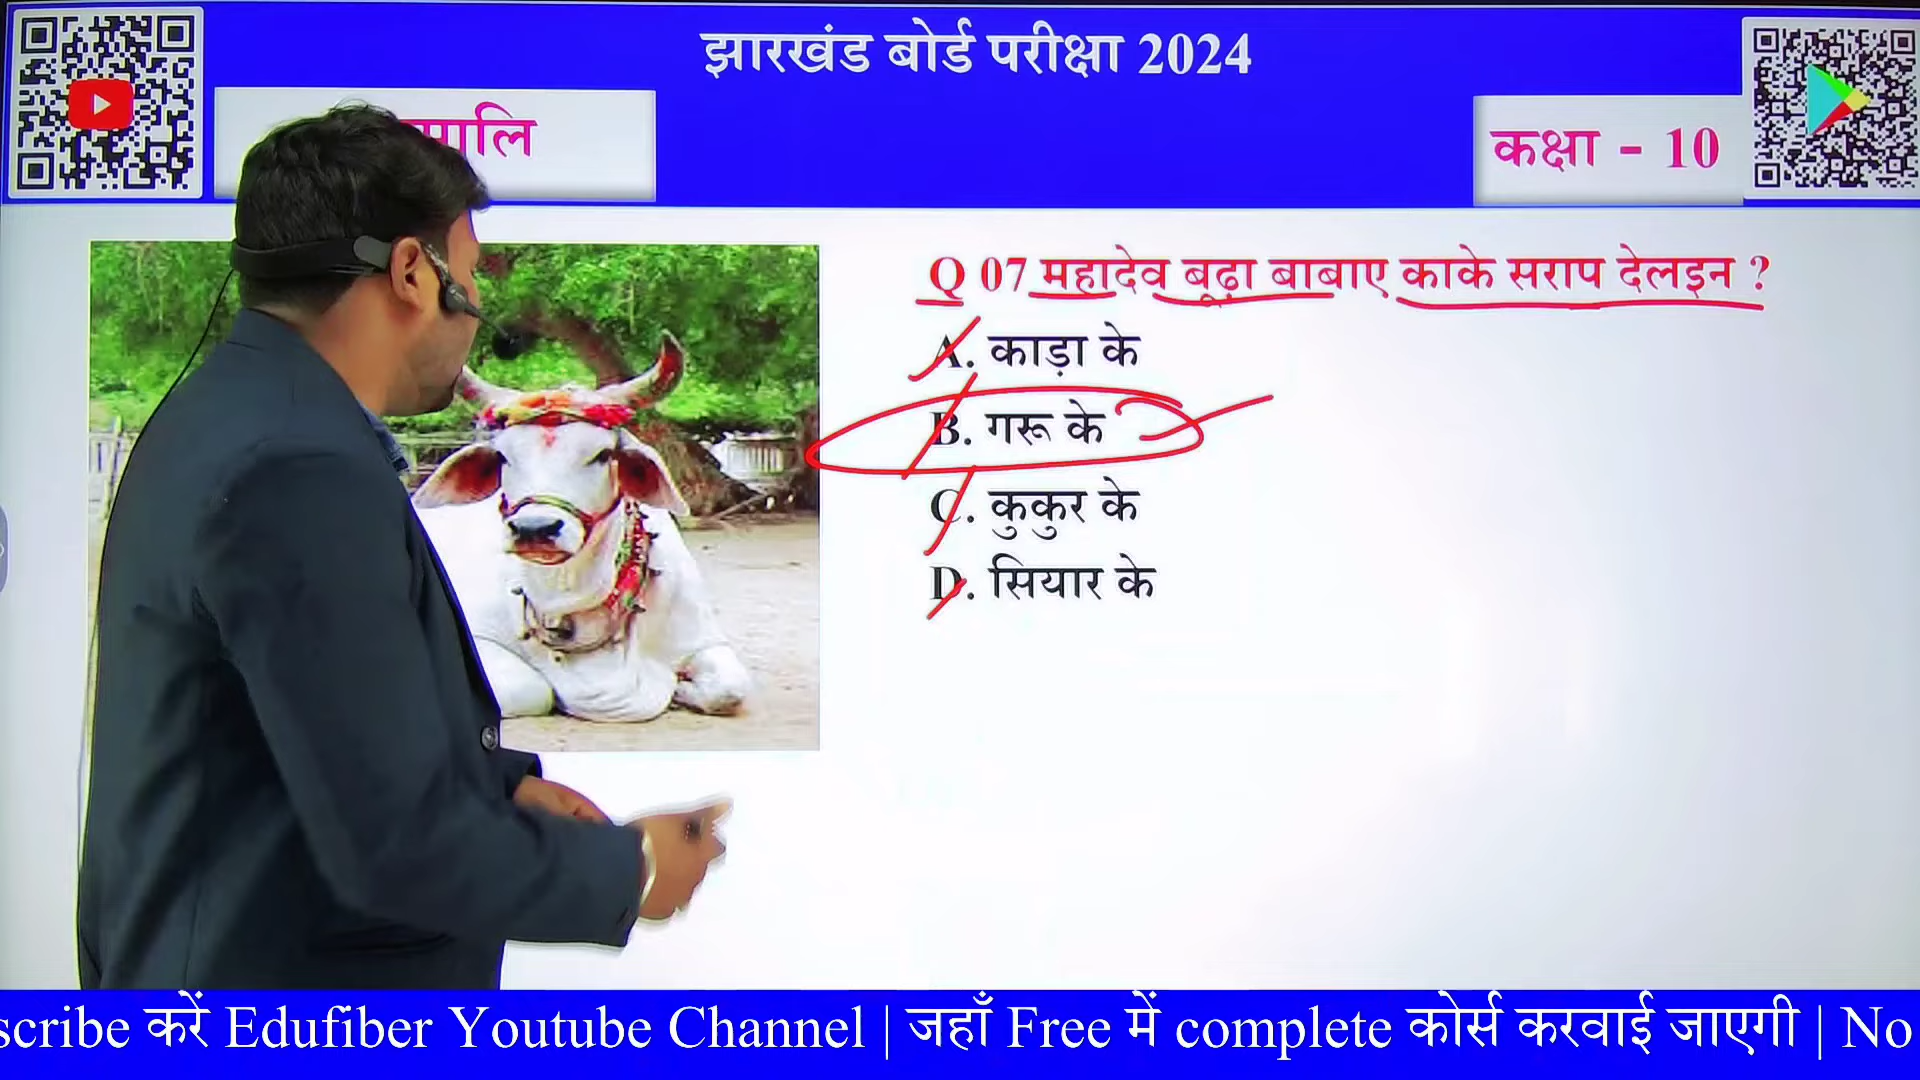 झारखंड बोर्ड परीक्षा 2024
कक्षा - 10
Q 07 महादेव बूढ़ा बाबाए काके सराप देलइन ?
A. काड़ा के
B. गरू के
C. कुकुर के
D. सियार के
scribe करें Edufiber Youtube Channel | जहाँ Free में complete कोर्स करवाई जाएगी | No